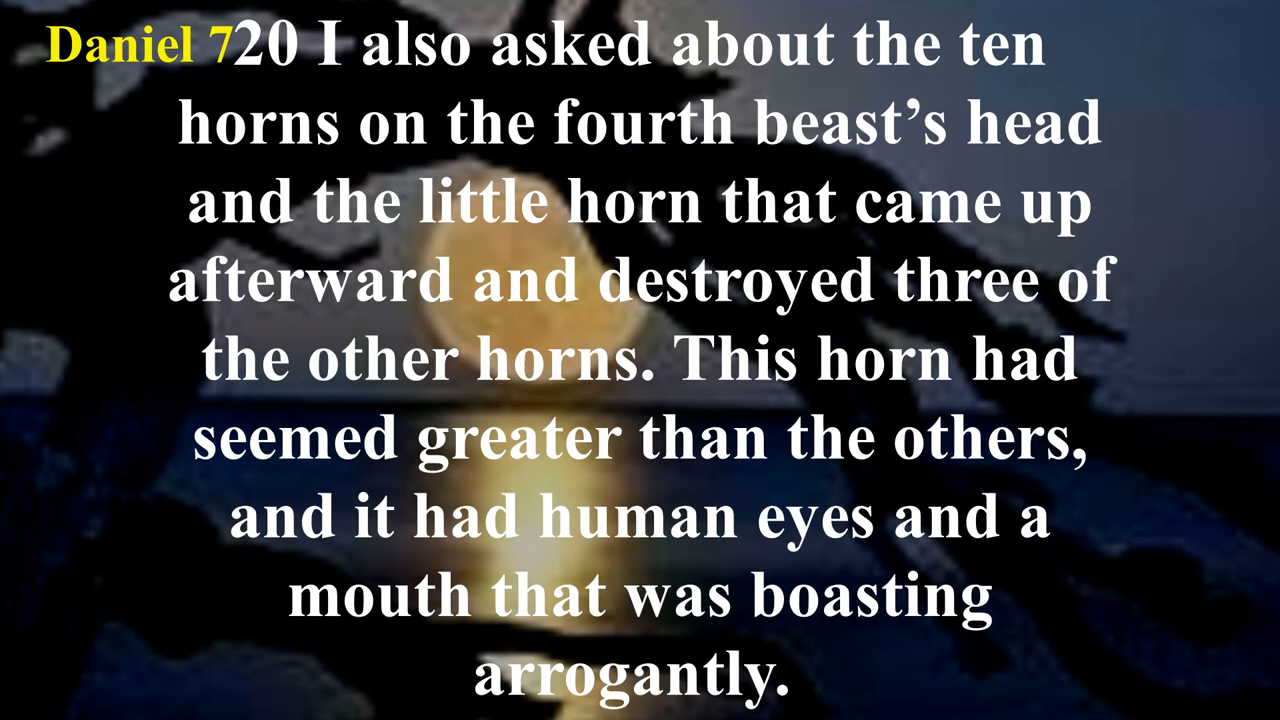 Daniel 720 I also asked about the ten
horns on the fourth beast’s head
and the little horn that came up
afterward and destroyed three of
the other horns. This horn had
seemed greater than the others,
and it had human eyes and a
mouth that was boasting
arrogantly.